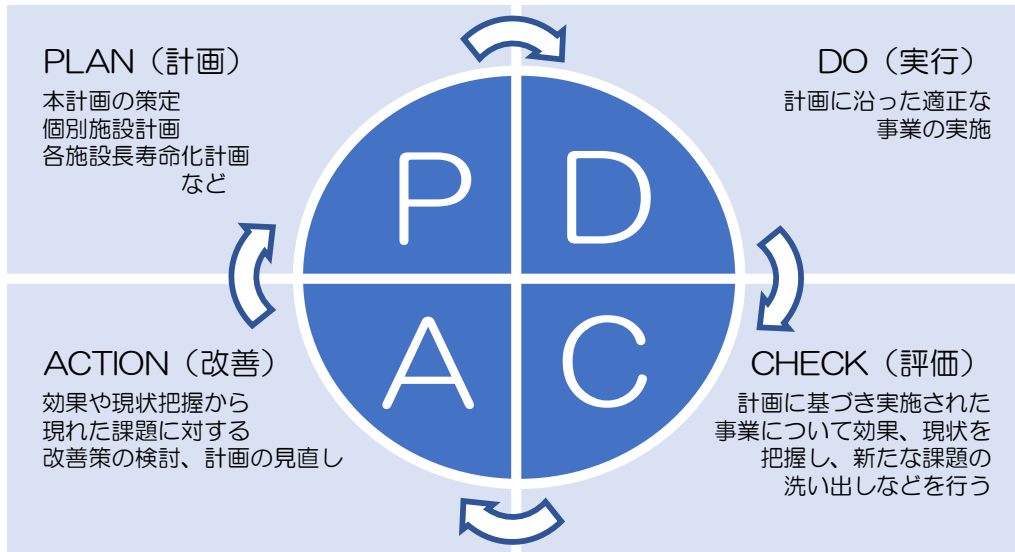 PLAN（計画）
本計画の策定
個別施設計画
各施設長寿命化計画
など
DO（実行）
計画に沿った適正な
事業の実施
P
D
A
C
ACTION（改善）
効果や現状把握から
現れた課題に対する
改善策の検討、計画の見直し
CHECK（評価）
計画に基づき実施された
事業について効果、現状を
把握し、新たな課題の
洗い出しなどを行う